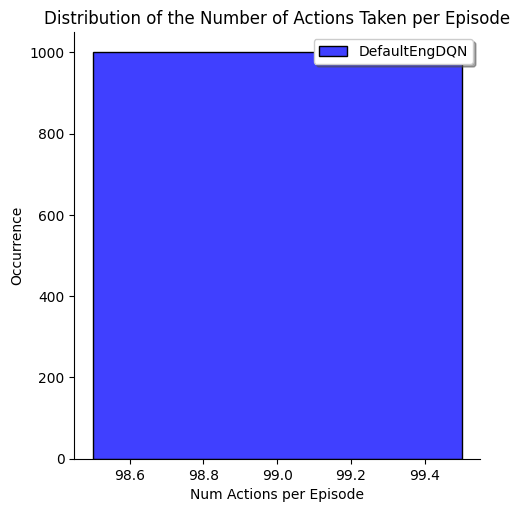 Distribution of the Number of Actions Taken per Episode
DefaultEngDQN
1000
800
600
400
200
0
Occurrence
98.6 98.8 99.0 99.2 99.4
Num Actions per Episode